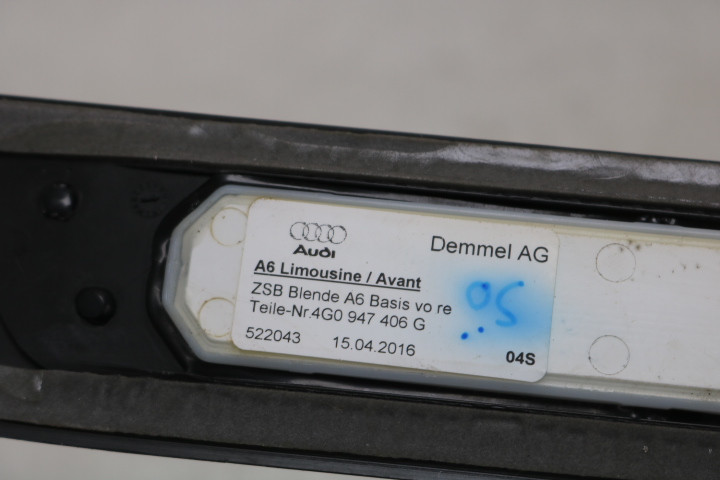 Audi
Demmel AG
A6 Limousine / Avant
ZSB Blende A6 Basis vo re
Teile-Nr.4G0 947 406 G
522043 15.04.2016 04S